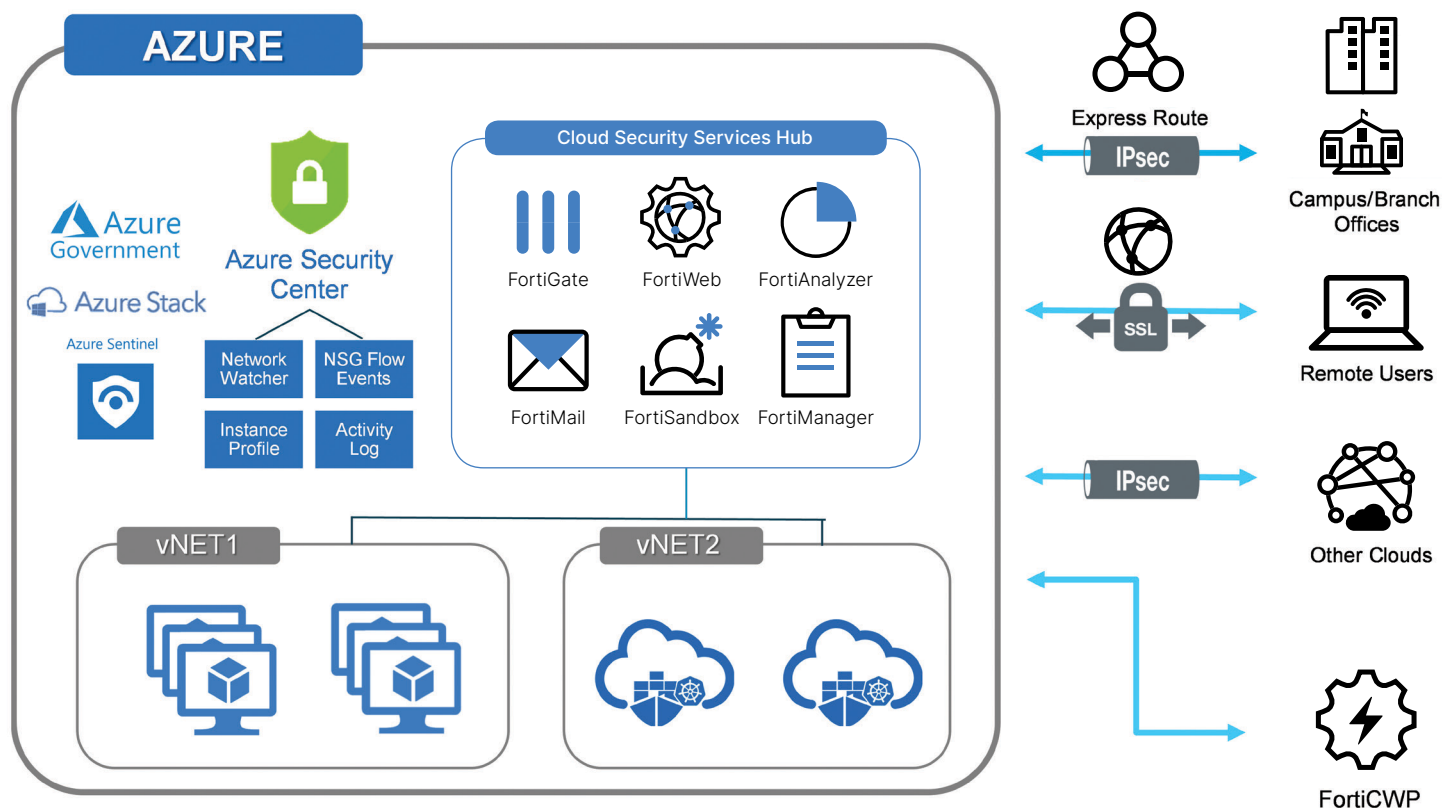 AZURE
Azure
Government
Azure Stack
Azure Sentinel
Azure Security
Center
Network
Watcher
NSG Flow
Events
Instance
Profile
Activity
Log
Cloud Security Services Hub
FortiGate
FortiWeb
FortiAnalyzer
FortiMail
FortiSandbox
FortiManager
vNET1
vNET2
Express Route
IPsec
Campus/Branch
Offices
SSL
Remote Users
IPsec
Other Clouds
FortiCWP